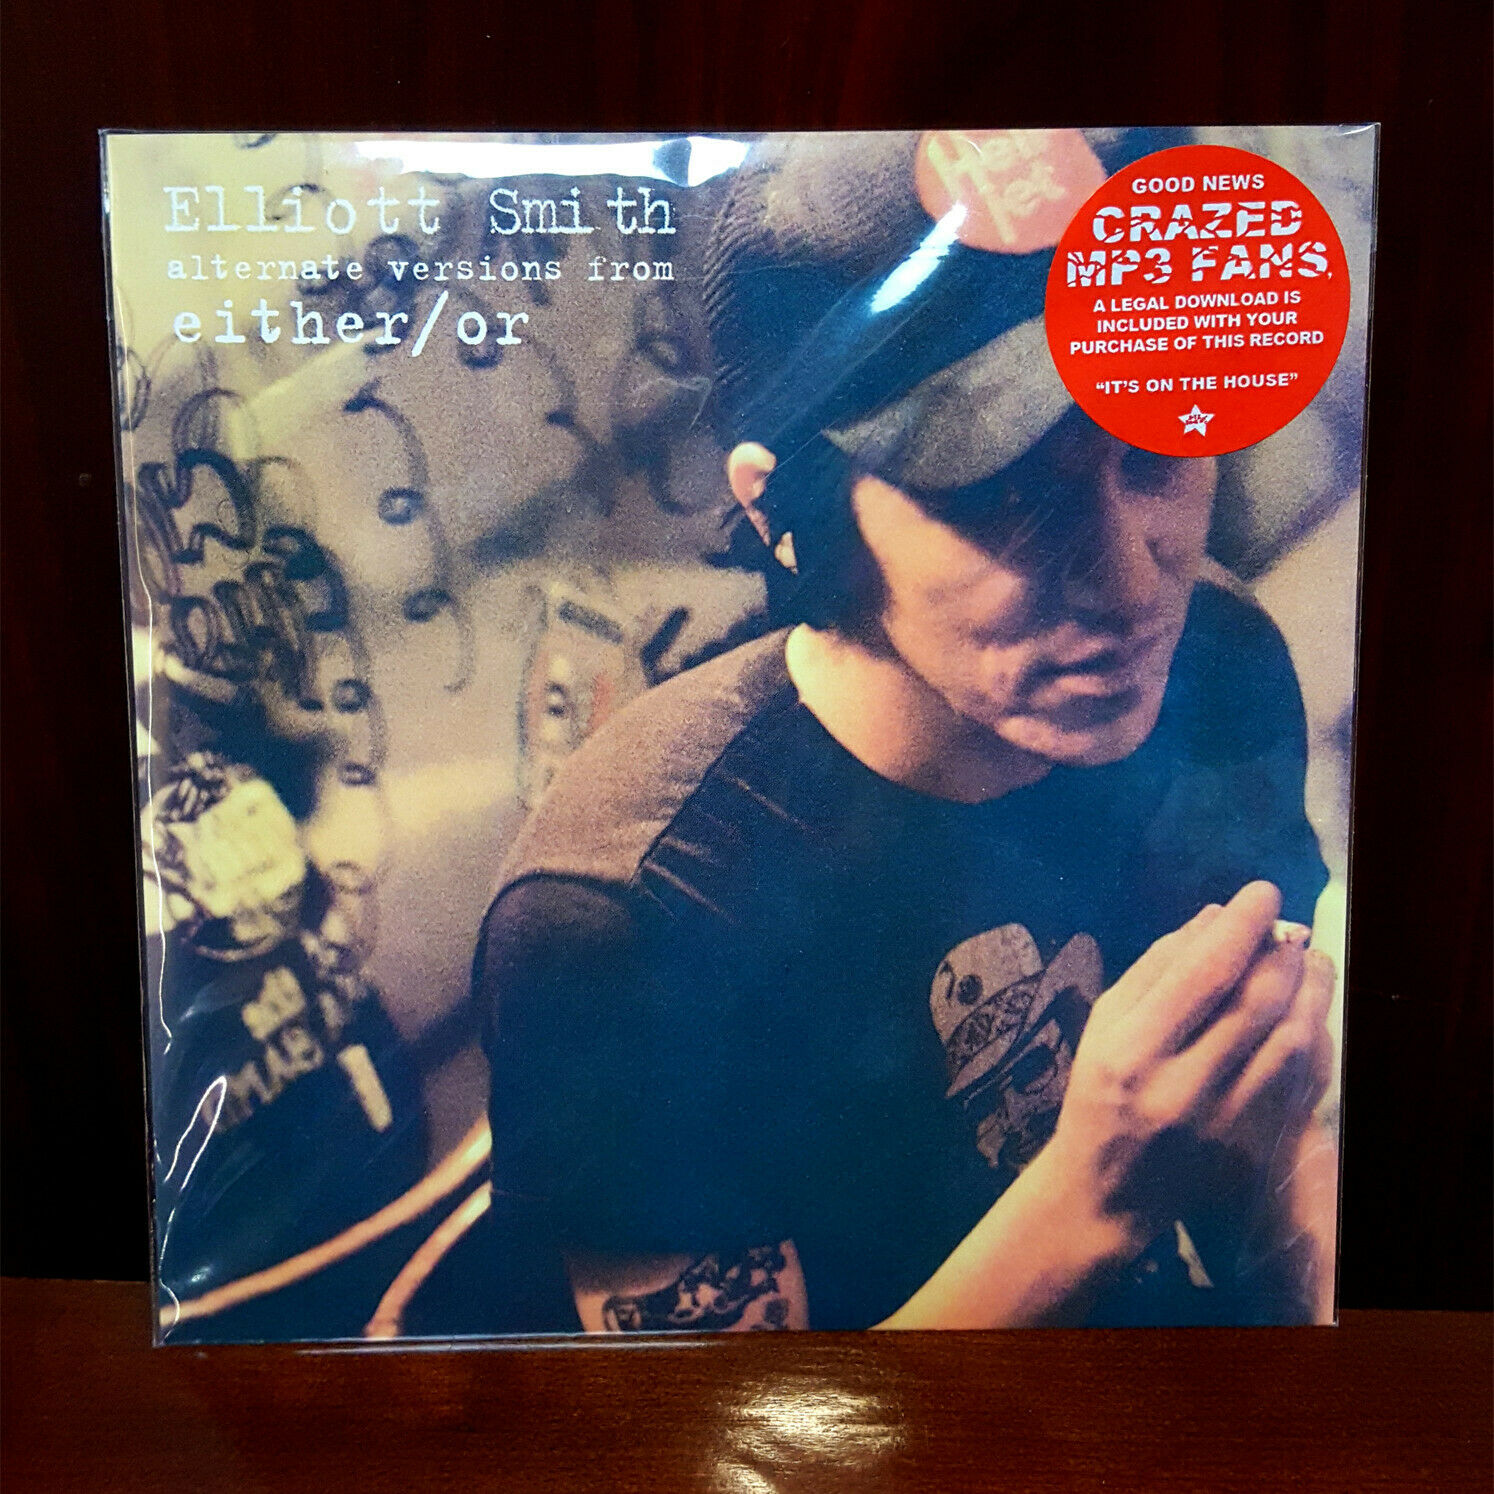 Elliott Smith
alternate versions from
either/or
GOOD NEWS
CRAZED
MP3 FANS,
A LEGAL DOWNLOAD IS
INCLUDED WITH YOUR
PURCHASE OF THIS RECORD
“IT'S ON THE HOUSE”